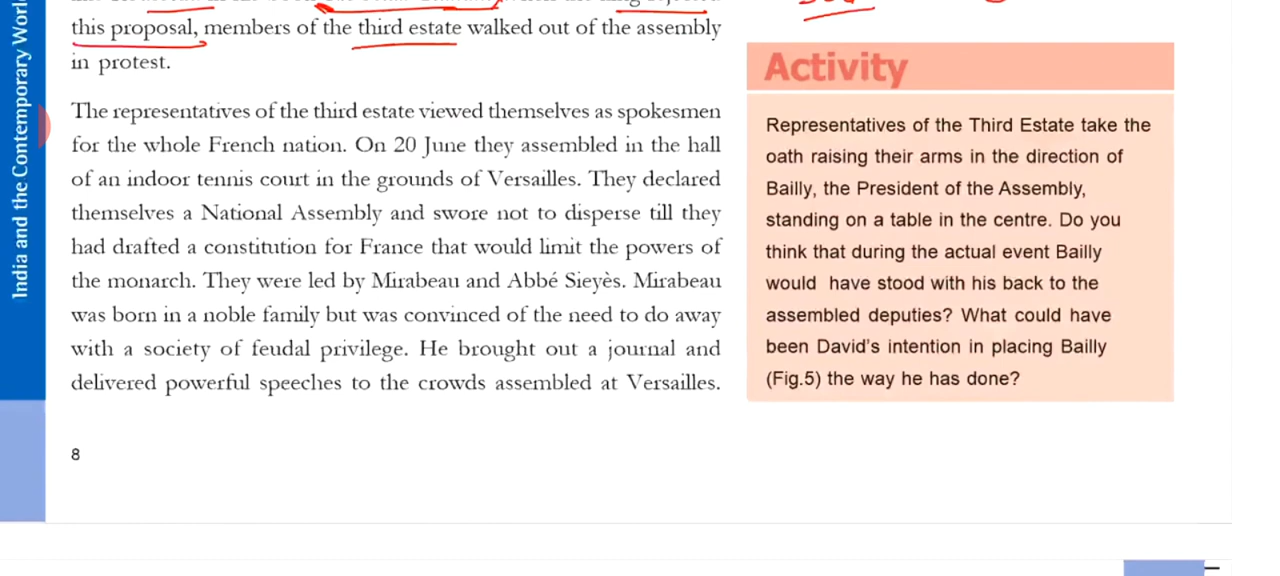 India and the Contemporary Worl
this proposal, members of the third estate walked out of the assembly
in protest.
The representatives of the third estate viewed themselves as spokesmen
for the whole French nation. On 20 June they assembled in the hall
of an indoor tennis court in the grounds of Versailles. They declared
themselves a National Assembly and swore not to disperse till they
had drafted a constitution for France that would limit the powers of
the monarch. They were led by Mirabeau and Abbé Sieyès. Mirabeau
was born in a noble family but was convinced of the need to do away
with a society of feudal privilege. He brought out a journal and
delivered powerful speeches to the crowds assembled at Versailles.
8
Activity
Representatives of the Third Estate take the
oath raising their arms in the direction of
Bailly, the President of the Assembly,
standing on a table in the centre. Do you
think that during the actual event Bailly
would have stood with his back to the
assembled deputies? What could have
been David's intention in placing Bailly
(Fig.5) the way he has done?